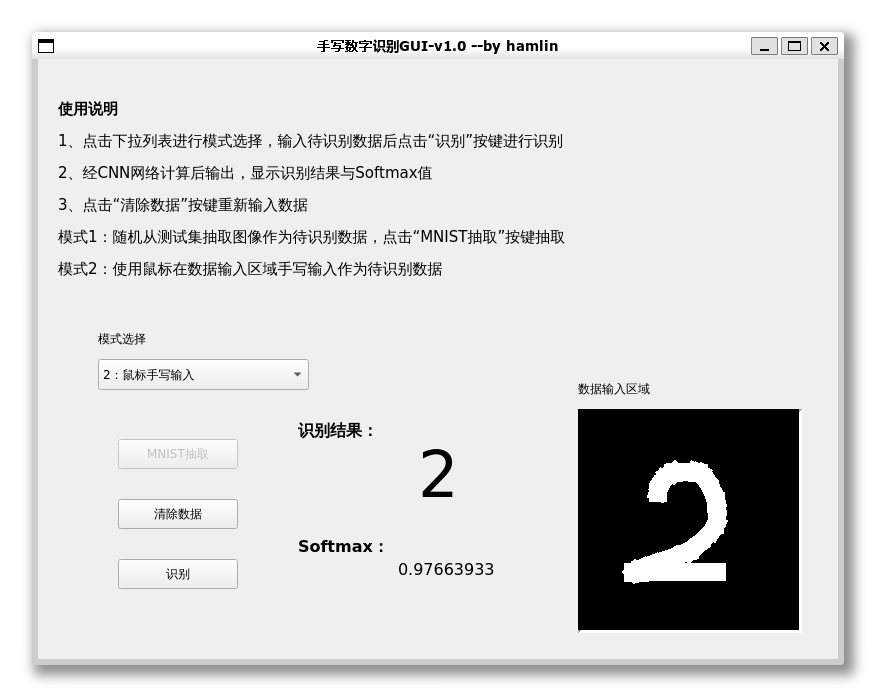 手写数字识别GUI-v1.0 --by hamlin
使用说明
1、点击下拉列表进行模式选择，输入待识别数据后点击“识别”按键进行识别
2、经CNN网络计算后输出，显示识别结果与Softmax值
3、点击“清除数据”按键重新输入数据
模式1：随机从测试集抽取图像作为待识别数据，点击“MNIST抽取”按键抽取
模式2：使用鼠标在数据输入区域手写输入作为待识别数据
模式选择
2：鼠标手写输入
数据输入区域
MNIST抽取
识别结果：
2
清除数据
Softmax：
0.97663933
识别
2